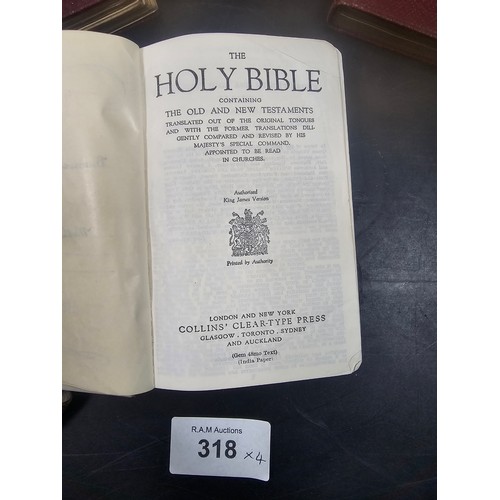 THE
HOLY BIBLE
CONTAINING
THE OLD AND NEW TESTAMENTS
TRANSLATED OUT OF THE ORIGINAL TONGUES
AND WITH THE FORMER TRANSLATIONS DILI-
GENTLY COMPARED AND REVISED BY HIS
MAJESTY'S SPECIAL COMMAND,
APPOINTED TO BE READ
IN CHURCHES.
Authorised
King James Version
Printed by Authority
LONDON AND NEW YORK
COLLINS' CLEAR-TYPE PRESS
GLASGOW, TORONTO, SYDNEY
AND AUCKLAND
(Gem 48mo Text)
(India Paper)
R.A.M Auctions
318 x4